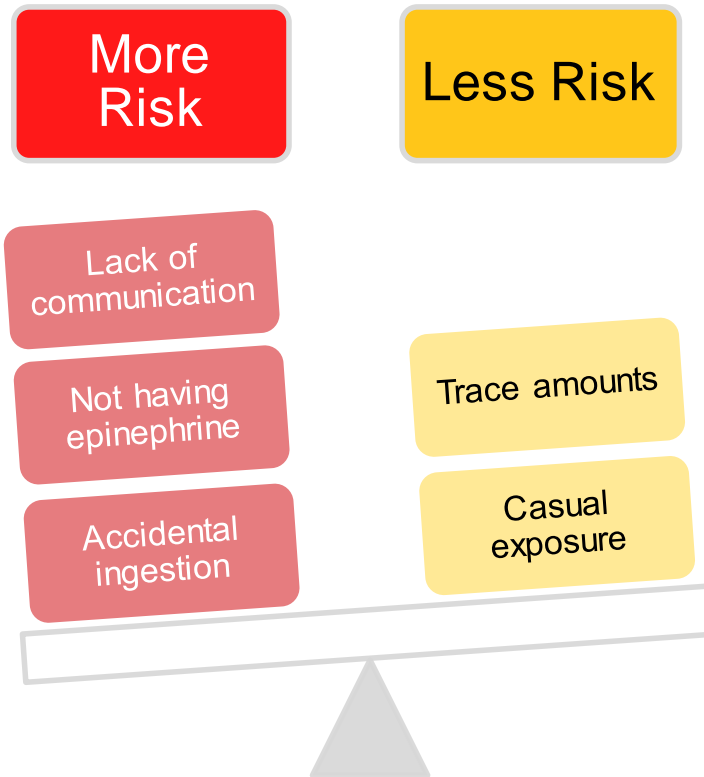 More
Risk
Less Risk
Lack of
communication
Not having
epinephrine
Accidental
ingestion
Trace amounts
Casual
exposure